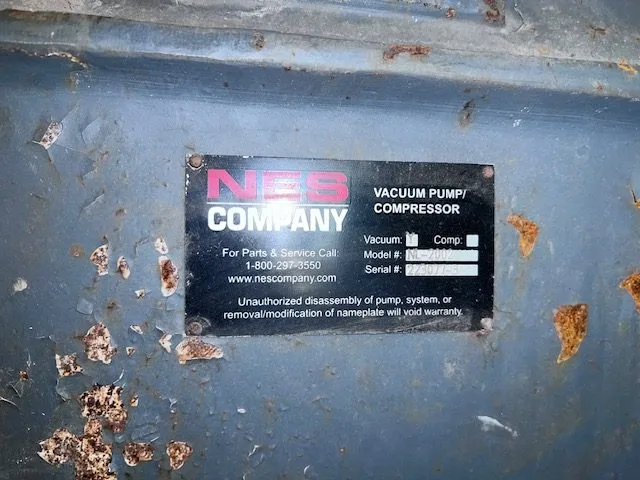 NES
COMPANY
VACUUM PUMP/
COMPRESSOR
For Parts & Service Call:
1-800-297-3550
www.nescompany.com
Vacuum:
Comp:
Model #:
Serial #:
Unauthorized disassembly of pump, system, or
removal/modification of nameplate will void warranty.